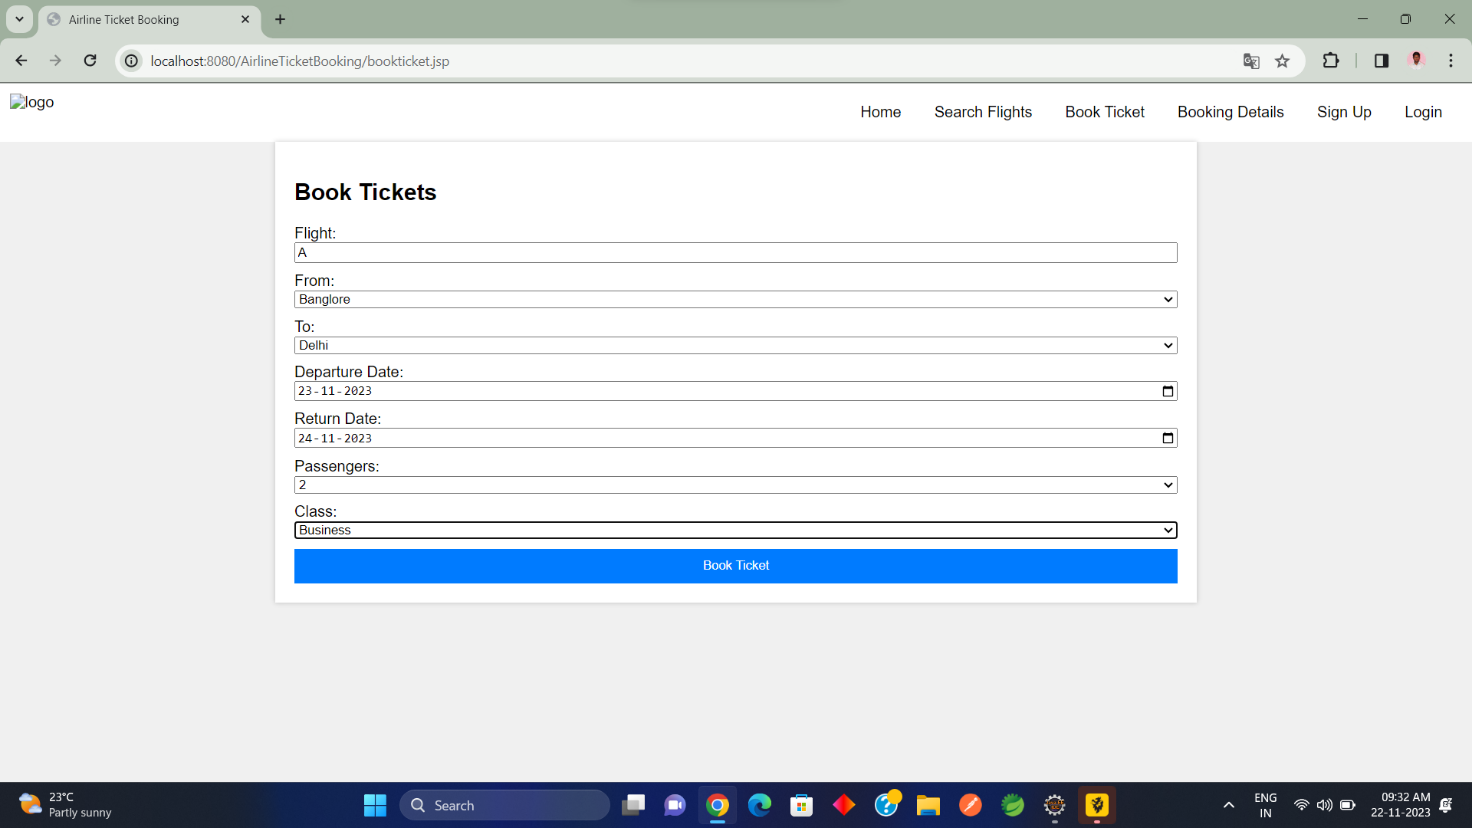 Airline Ticket Booking
localhost:8080/AirlineTicketBooking/bookticket.jsp
logo
Home Search Flights Book Ticket Booking Details Sign Up Login
Book Tickets
Flight:
A
From:
Banglore
To:
Delhi
Departure Date:
23-11-2023
Return Date:
24-11-2023
Passengers:
2
Class:
Business
Book Ticket
23°C
Partly sunny
Search
ENG
IN
09:32 AM
22-11-2023